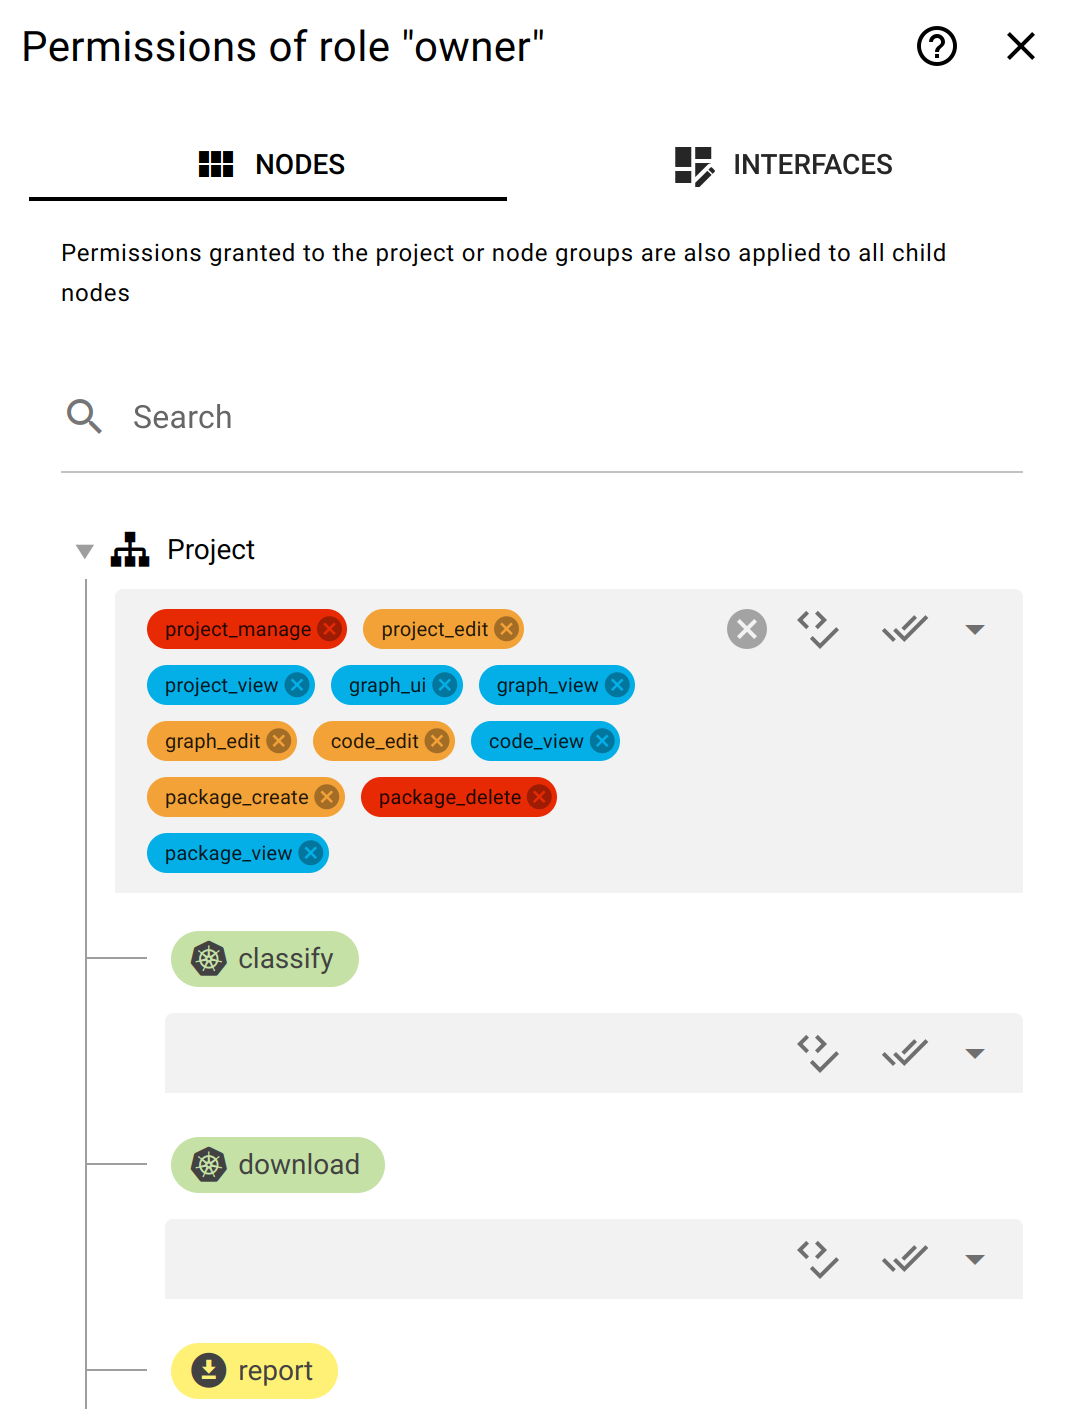 Permissions of role "owner"
NODES
INTERFACES
Permissions granted to the project or node groups are also applied to all child
nodes
Search
Project
project_manage project_edit
project_view graph_ui graph_view
graph_edit code_edit code_view
package_create package_delete
package_view
classify
download
report